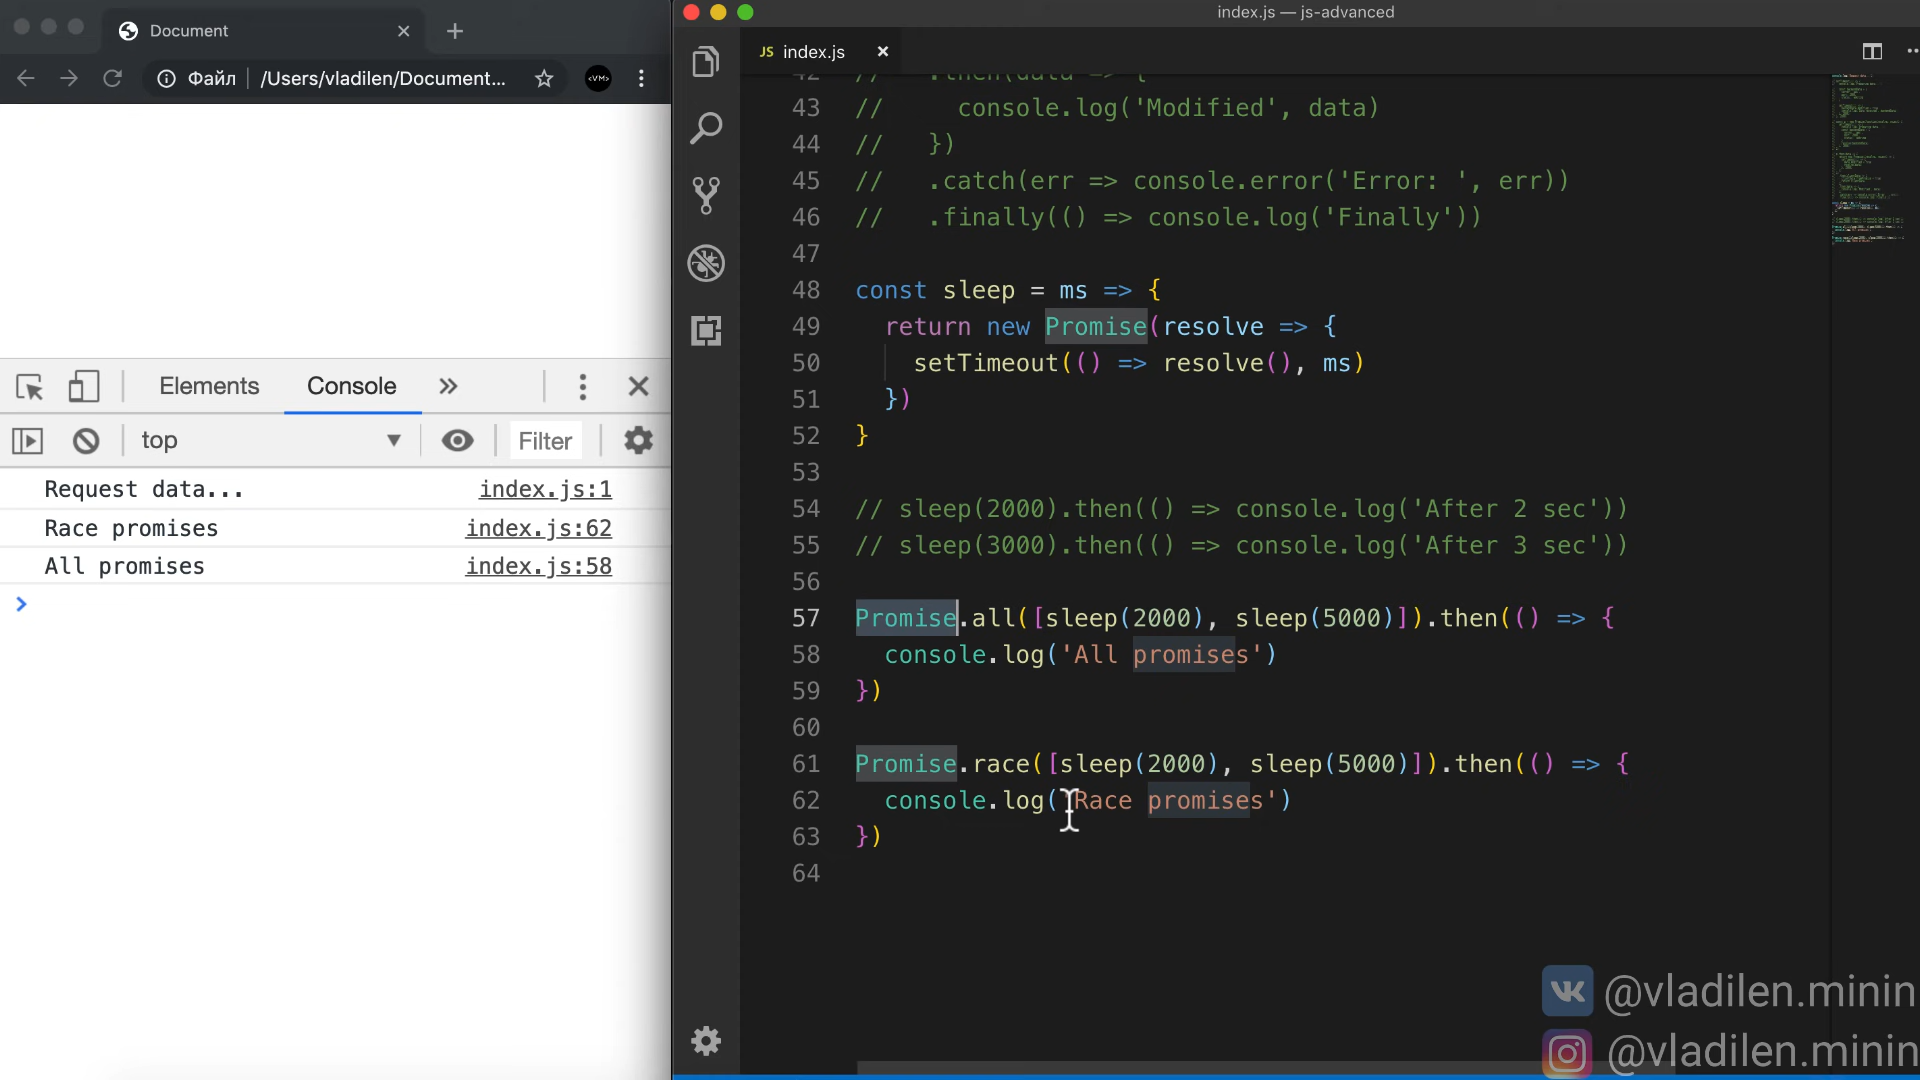 Document
Файл
/Users/vladilen/Document...
<VM>
Elements
Console
top
Filter
Request data...
index.js:1
Race promises
index.js:62
All promises
index.js:58
index.js — js-advanced
JS index.js
42 // .then(data => {
43 // console.log('Modified', data)
44 // })
45 // .catch(err => console.error('Error: ', err))
46 // .finally(() => console.log('Finally'))
47
48 const sleep = ms => {
49 return new Promise(resolve => {
50 setTimeout(() => resolve(), ms)
51 })
52 }
53
54 // sleep(2000).then(() => console.log('After 2 sec'))
55 // sleep(3000).then(() => console.log('After 3 sec'))
56
57 Promise.all([sleep(2000), sleep(5000)]).then(() => {
58 console.log('All promises')
59 })
60
61 Promise.race([sleep(2000), sleep(5000)]).then(() => {
62 console.log('Race promises')
63 })
64
@vladilen.minin
@vladilen.minin